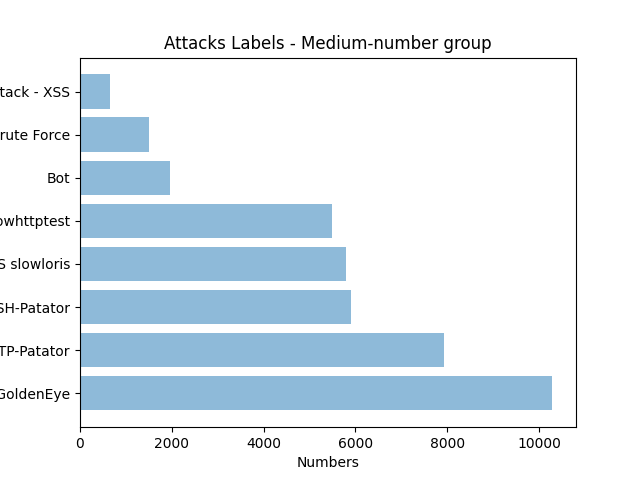 Attacks Labels - Medium-number group
tack - XSS
rute Force
Bot
owhttptest
S slowloris
SH-Patator
TP-Patator
GoldenEye
0 2000 4000 6000 8000 10000
Numbers